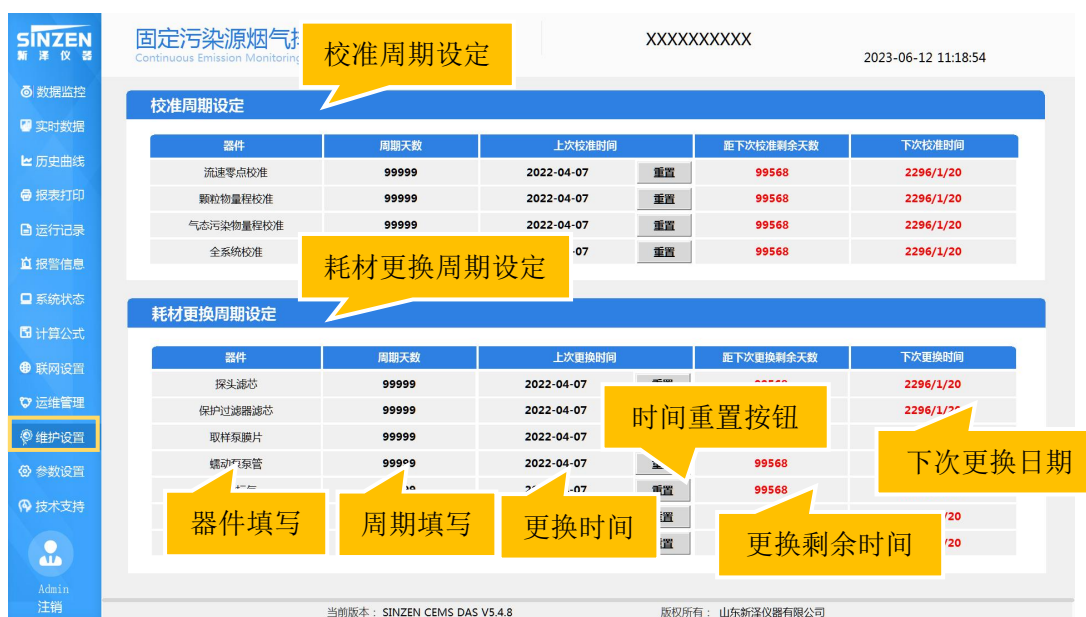 SINZEN
新泽仪器
固定污染源烟气
Continuous Emission Monitoring
校准周期设定
XXXXXXXXXX
2023-06-12 11:18:54
数据监控
实时数据
历史曲线
报表打印
运行记录
报警信息
系统状态
计算公式
联网设置
运维管理
维护设置
参数设置
技术支持
Admin
注销
校准周期设定
器件 周期天数 上次校准时间 距下次校准剩余天数 下次校准时间
流速零点校准 99999 2022-04-07 重置 99568 2296/1/20
颗粒物量程校准 99999 2022-04-07 重置 99568 2296/1/20
气态污染物量程校准 99999 2022-04-07 重置 99568 2296/1/20
全系统校准 -07 重置 99568 2296/1/20
耗材更换周期设定
耗材更换周期设定
器件 周期天数 上次更换时间 距下次更换剩余天数 下次更换时间
探头滤芯 99999 2022-04-07 2296/1/20
保护过滤器滤芯 99999 2022-04-07
取样泵膜片 99999 2022-04-07
时间重置按钮
蠕动泵泵管 2022-04-07 99568
下次更换日期
-07 重置 99568
器件填写
周期填写
更换时间
更换剩余时间
置 /20
置 /20
当前版本： SINZEN CEMS DAS V5.4.8
版权所有： 山东新泽仪器有限公司